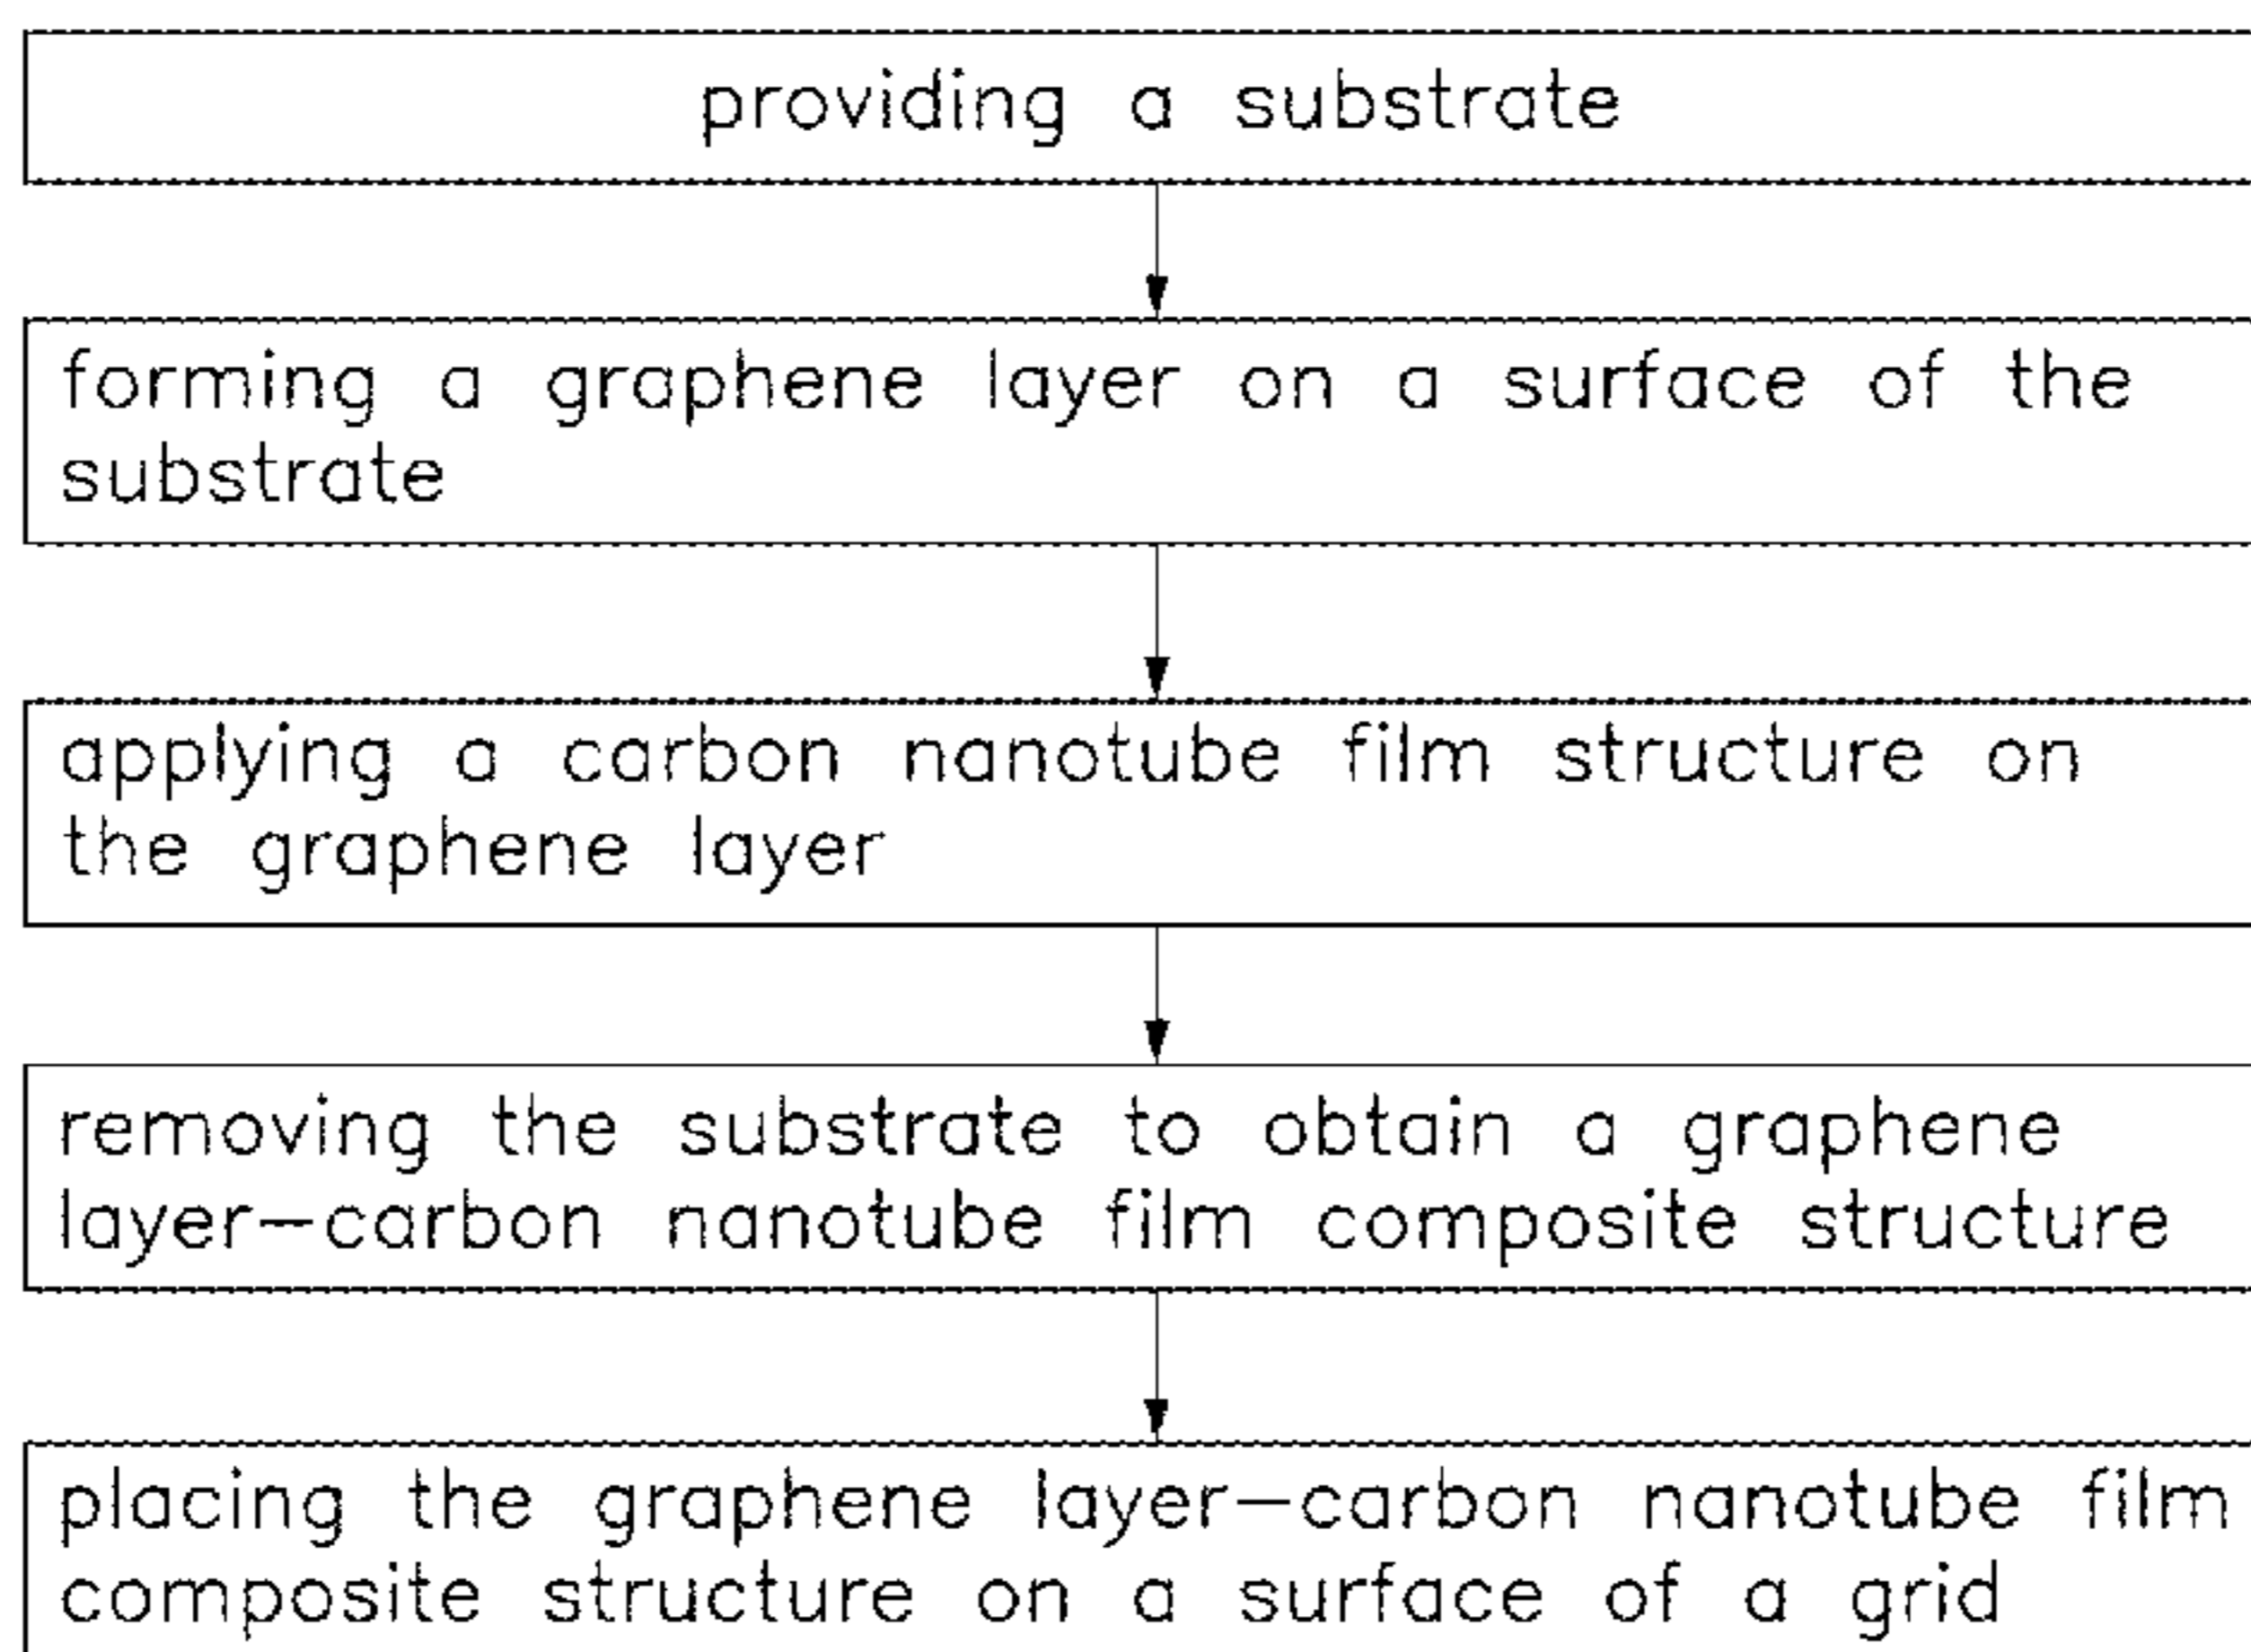 providing a substrate
forming a graphene layer on a surface of the
substrate
applying a carbon nanotube film structure on
the graphene layer
removing the substrate to obtain a graphene
layer–carbon nanotube film composite structure
placing the graphene layer–carbon nanotube film
composite structure on a surface of a grid